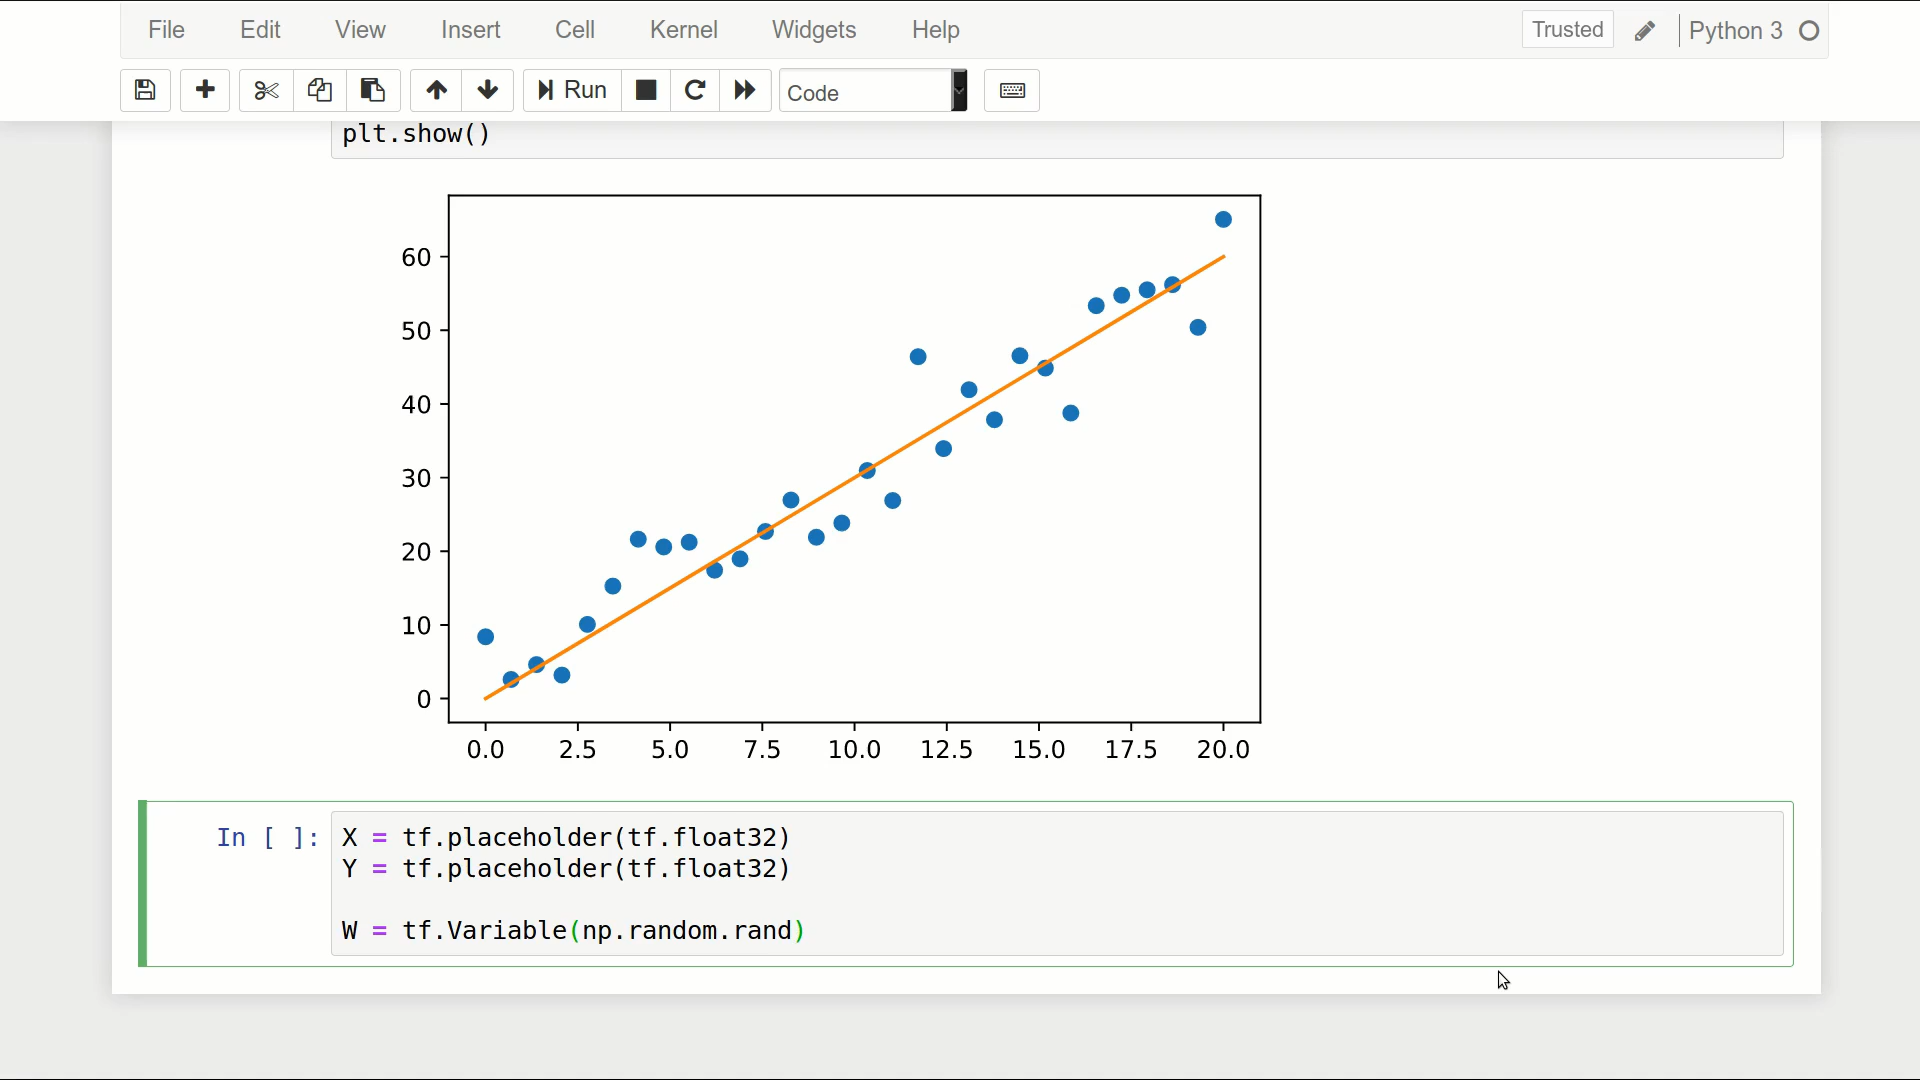 File Edit View Insert Cell Kernel Widgets Help Trusted Python 3
Run Code
plt.show()
60
50
40
30
20
10
0
0.0 2.5 5.0 7.5 10.0 12.5 15.0 17.5 20.0
In [ ]: X = tf.placeholder(tf.float32)
Y = tf.placeholder(tf.float32)
W = tf.Variable(np.random.rand)